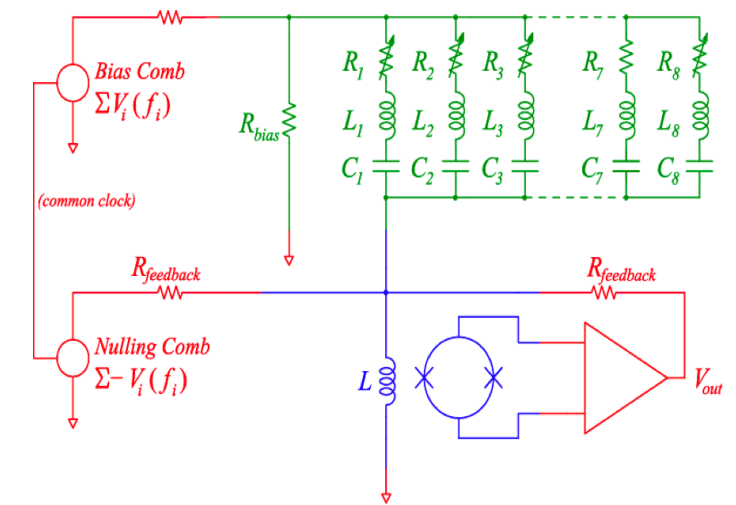 Bias Comb
ΣV_i(f_i)
R_bias
R_1 R_2 R_3 R_7 R_8
L_1 L_2 L_3 L_7 L_8
C_1 C_2 C_3 C_7 C_8
(common clock)
R_feedback R_feedback
Nulling Comb
Σ−V_i(f_i)
L
V_out